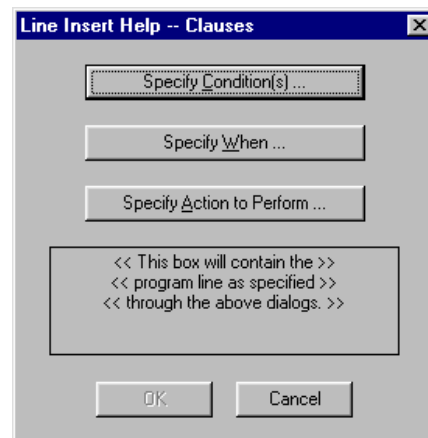 Line Insert Help -- Clauses
Specify Condition(s) ...
Specify When ...
Specify Action to Perform ...
<< This box will contain the >>
<< program line as specified >>
<< through the above dialogs. >>
OK
Cancel